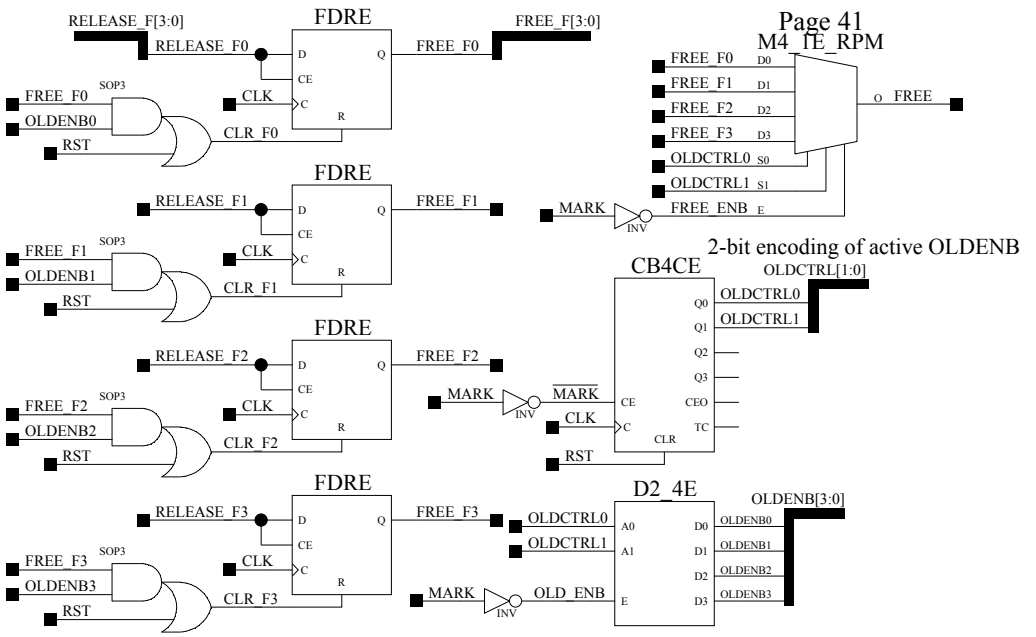 RELEASE_F[3:0]
FDRE
FREE_F[3:0]
RELEASE_F0
D
Q
FREE_F0
CE
SOP3
FREE_F0
CLK
C
OLDENB0
R
RST
CLR_F0
FDRE
RELEASE_F1
D
Q
FREE_F1
CE
SOP3
FREE_F1
CLK
C
OLDENB1
R
RST
CLR_F1
FDRE
RELEASE_F2
D
Q
FREE_F2
CE
SOP3
FREE_F2
CLK
C
OLDENB2
R
RST
CLR_F2
FDRE
RELEASE_F3
D
Q
FREE_F3
CE
SOP3
FREE_F3
CLK
C
OLDENB3
R
RST
CLR_F3
Page 41
M4_1E_RPM
FREE_F0 D0
FREE_F1 D1
FREE_F2 D2
FREE_F3 D3
O FREE
OLDCTRL0 S0
OLDCTRL1 S1
MARK
INV
FREE_ENB E
2-bit encoding of active OLDENB
CB4CE
OLDCTRL[1:0]
Q0 OLDCTRL0
Q1 OLDCTRL1
Q2
Q3
MARK
INV
MARK
CE
CEO
CLK
C
TC
CLR
RST
D2_4E
OLDENB[3:0]
OLDCTRL0
A0
D0 OLDENB0
OLDCTRL1
A1
D1 OLDENB1
D2 OLDENB2
MARK
INV
OLD_ENB
E
D3 OLDENB3